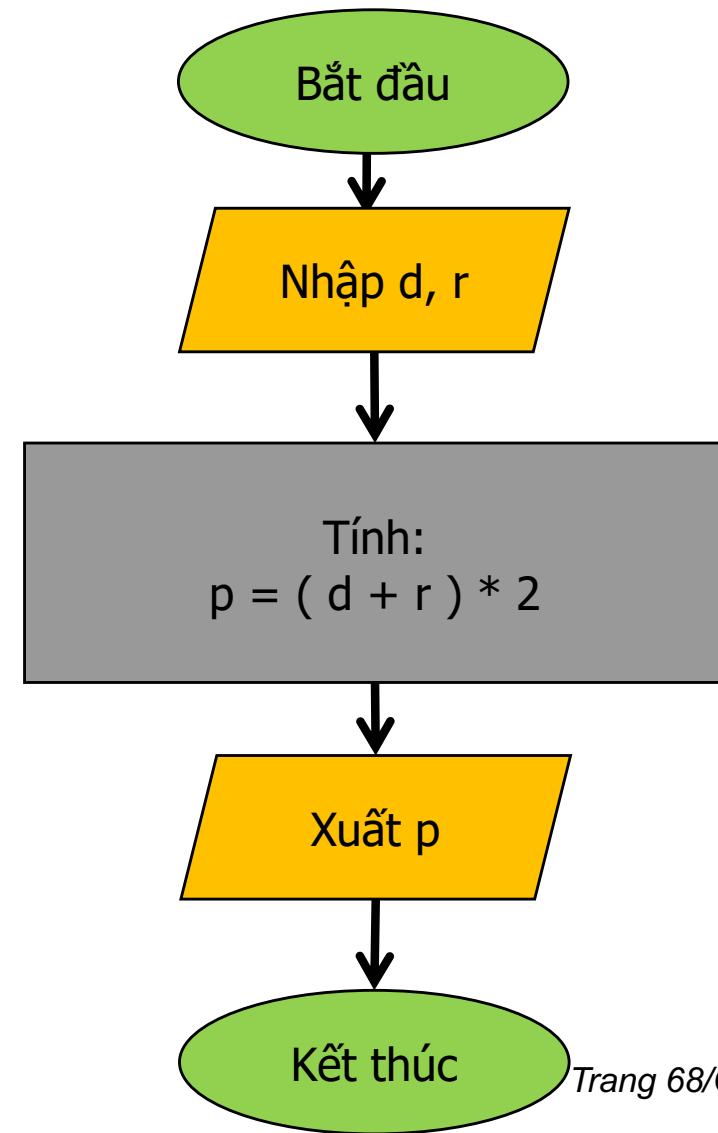 Bắt đầu
Nhập d, r
Tính:
p = ( d + r ) * 2
Xuất p
Kết thúc
Trang 68/